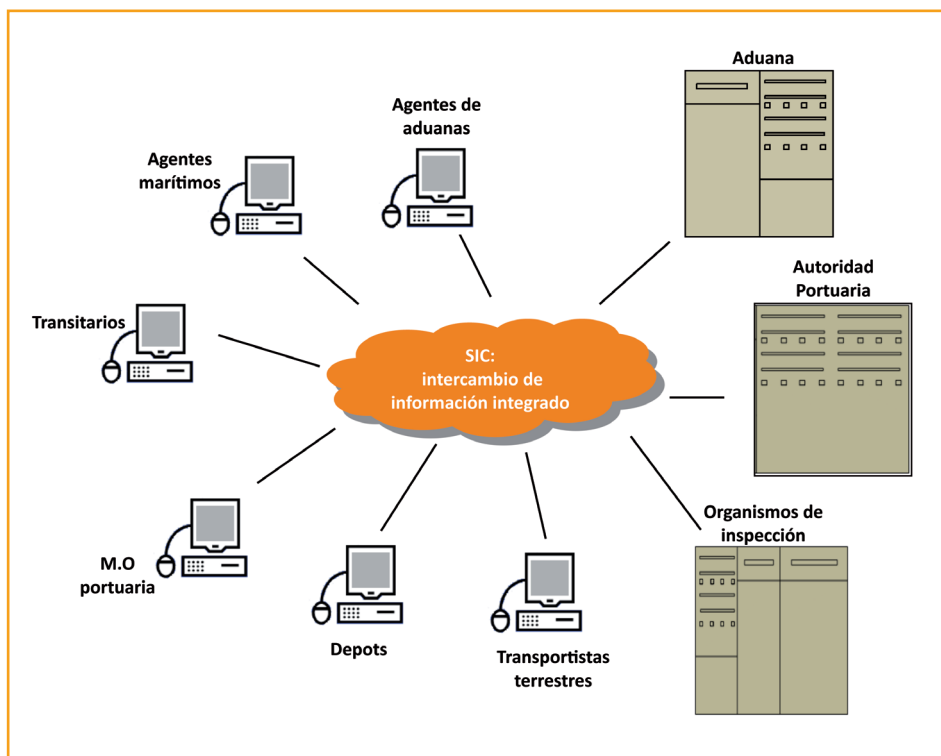 Aduana
Agentes de
aduanas
Agentes
marítimos
Autoridad
Portuaria
Transitarios
SIC:
intercambio de
información integrado
Organismos de
inspección
M.O
portuaria
Depots
Transportistas
terrestres